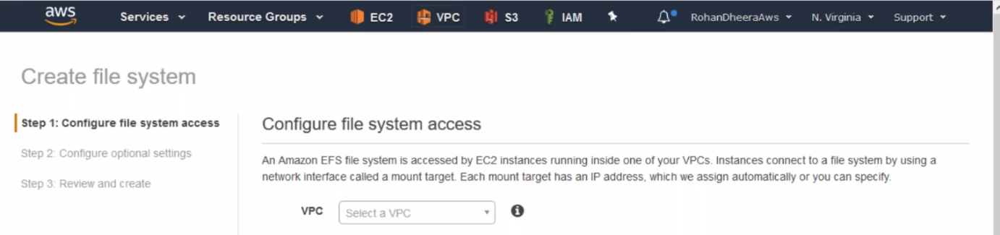 aws Services Resource Groups EC2 VPC S3 IAM RohanDheeraAws N. Virginia Support
Create file system
Step 1: Configure file system access
Step 2: Configure optional settings
Step 3: Review and create
Configure file system access
An Amazon EFS file system is accessed by EC2 instances running inside one of your VPCs. Instances connect to a file system by using a
network interface called a mount target. Each mount target has an IP address, which we assign automatically or you can specify.
VPC Select a VPC